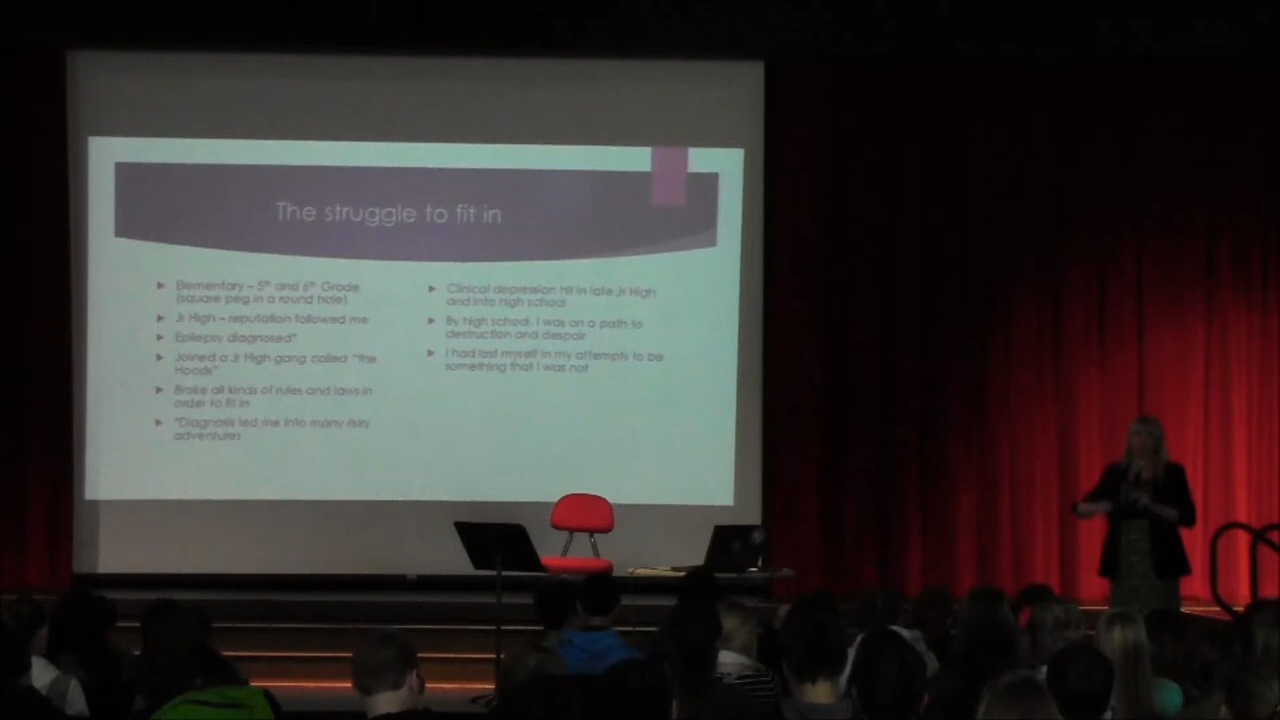 The struggle to fit in
Elementary – 5th and 6th Grade
(square peg in a round hole)
Jr High – reputation followed me
Epilepsy diagnosed*
Joined a Jr High gang called "the
Hoods"
Broke all kinds of rules and laws in
order to fit in
*Diagnosis led me into many risky
adventures
Clinical depression hit in late Jr High
and into high school
By high school, I was on a path to
destruction and despair
I had lost myself in my attempts to be
something that I was not